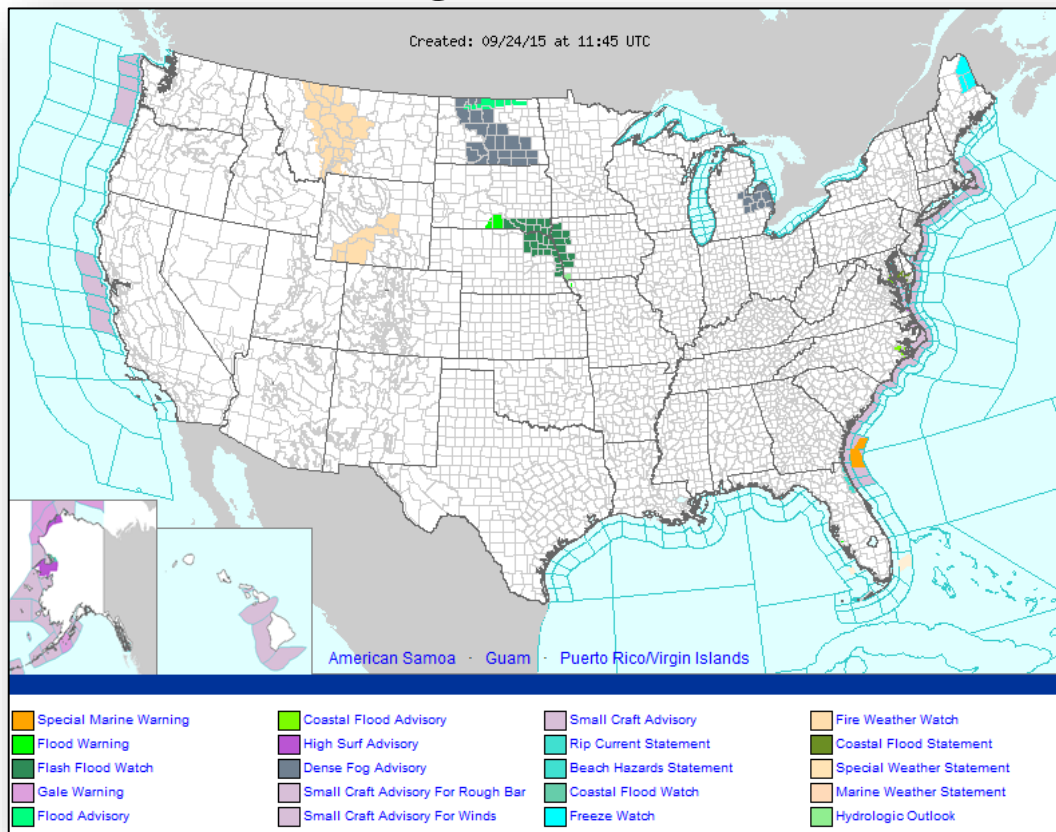 Created: 09/24/15 at 11:45 UTC
American Samoa - Guam - Puerto Rico/Virgin Islands
Special Marine Warning
Coastal Flood Advisory
Small Craft Advisory
Fire Weather Watch
Flood Warning
High Surf Advisory
Rip Current Statement
Coastal Flood Statement
Flash Flood Watch
Dense Fog Advisory
Beach Hazards Statement
Special Weather Statement
Gale Warning
Small Craft Advisory For Rough Bar
Coastal Flood Watch
Marine Weather Statement
Flood Advisory
Small Craft Advisory For Winds
Freeze Watch
Hydrologic Outlook